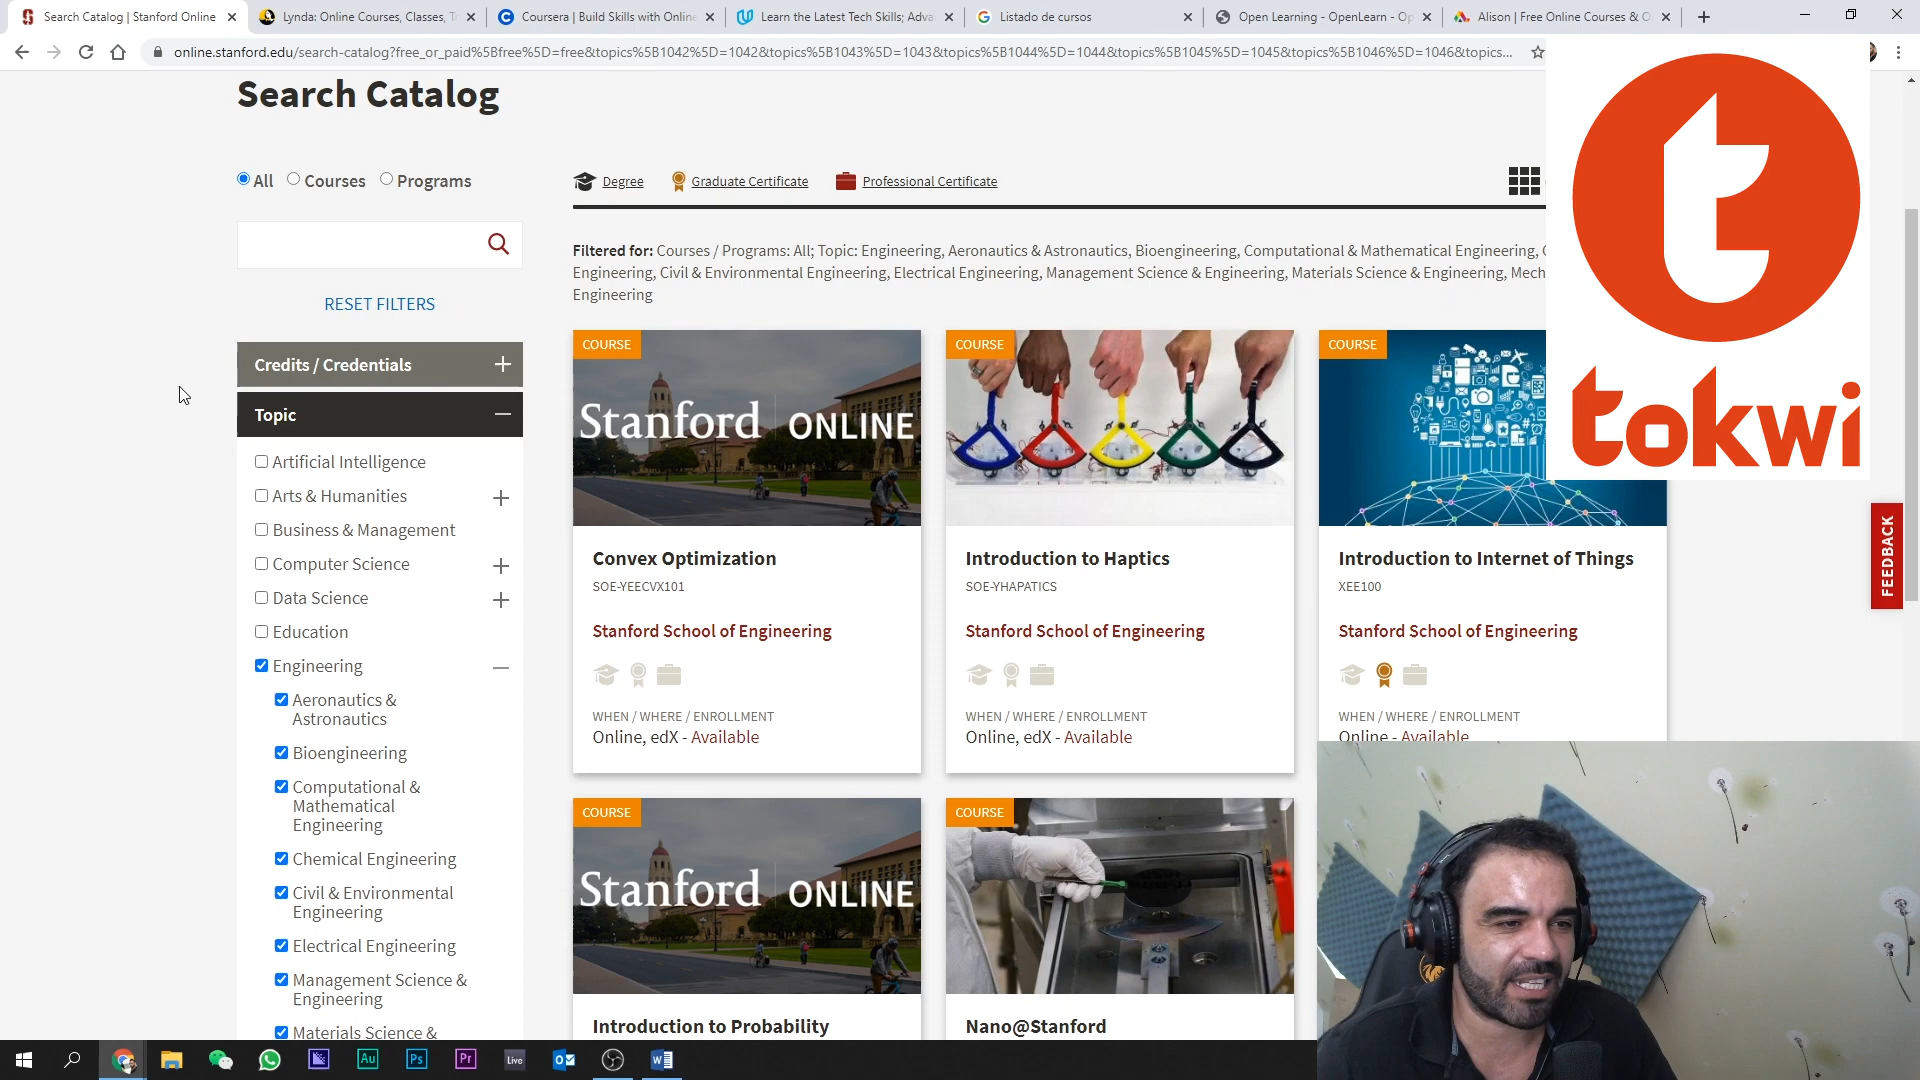 Search Catalog | Stanford Online
Lynda: Online Courses, Classes, T
Coursera | Build Skills with Online
Learn the Latest Tech Skills; Adva
Listado de cursos
Open Learning - OpenLearn - Op
Alison | Free Online Courses & O
online.stanford.edu/search-catalog?free_or_paid%5Bfree%5D=free&topics%5B1042%5D=1042&topics%5B1043%5D=1043&topics%5B1044%5D=1044&topics%5B1045%5D=1045&topics%5B1046%5D=1046&topics...
Search Catalog
All Courses Programs
Degree Graduate Certificate Professional Certificate
RESET FILTERS
Filtered for: Courses / Programs: All; Topic: Engineering, Aeronautics & Astronautics, Bioengineering, Computational & Mathematical Engineering,
Engineering, Civil & Environmental Engineering, Electrical Engineering, Management Science & Engineering, Materials Science & Engineering, Mech
Engineering
Credits / Credentials
Topic
Artificial Intelligence
Arts & Humanities
Business & Management
Computer Science
Data Science
Education
Engineering
Aeronautics &
Astronautics
Bioengineering
Computational &
Mathematical
Engineering
Chemical Engineering
Civil & Environmental
Engineering
Electrical Engineering
Management Science &
Engineering
Materials Science &
COURSE
Stanford ONLINE
Convex Optimization
SOE-YEECVX101
Stanford School of Engineering
WHEN / WHERE / ENROLLMENT
Online, edX - Available
COURSE
Introduction to Haptics
SOE-YHAPATICS
Stanford School of Engineering
WHEN / WHERE / ENROLLMENT
Online, edX - Available
COURSE
Introduction to Internet of Things
XEE100
Stanford School of Engineering
WHEN / WHERE / ENROLLMENT
Online - Available
COURSE
Stanford ONLINE
Introduction to Probability
COURSE
Nano@Stanford
t
tokwi
FEEDBACK
Au
Ps
Pr
Live